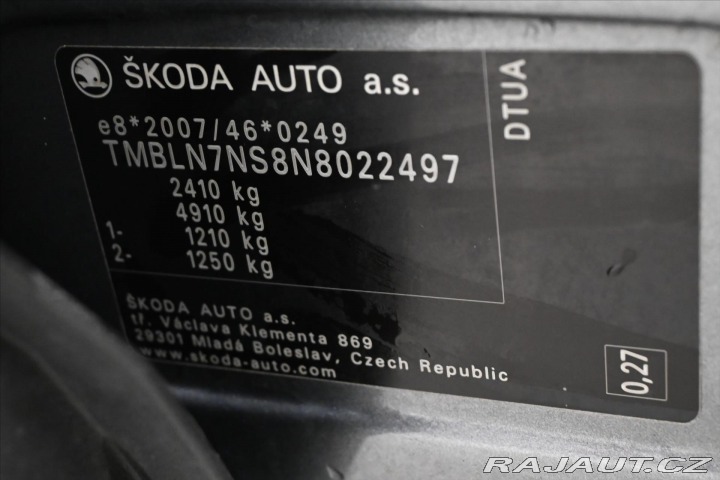 ŠKODA AUTO a.s.
e8*2007/46*0249
TMBLN7NS8N8022497
2410 kg
4910 kg
1- 1210 kg
2- 1250 kg
DTUA
ŠKODA AUTO a.s.
tř. Václava Klementa 869
29301 Mladá Boleslav, Czech Republic
www.skoda-auto.com
0,27
RAJAUT.CZ